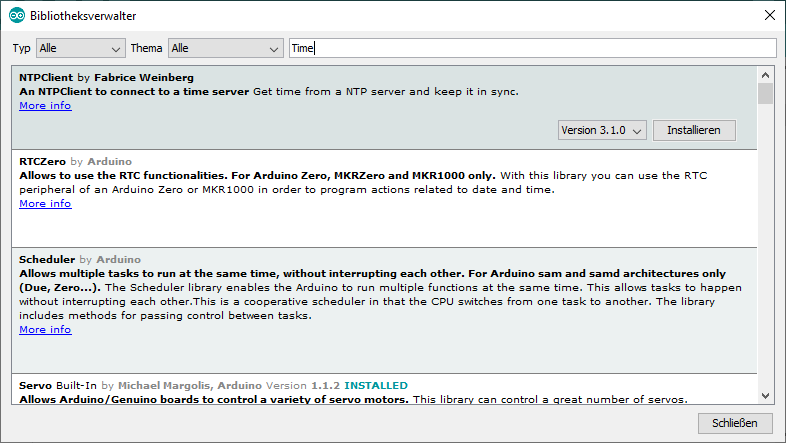 Bibliotheksverwalter
Typ Alle Thema Alle Time
NTPClient by Fabrice Weinberg
An NTPClient to connect to a time server Get time from a NTP server and keep it in sync.
More info
Version 3.1.0 Installieren
RTCZero by Arduino
Allows to use the RTC functionalities. For Arduino Zero, MKRZero and MKR1000 only. With this library you can use the RTC
peripheral of an Arduino Zero or MKR1000 in order to program actions related to date and time.
More info
Scheduler by Arduino
Allows multiple tasks to run at the same time, without interrupting each other. For Arduino sam and samd architectures only
(Due, Zero...). The Scheduler library enables the Arduino to run multiple functions at the same time. This allows tasks to happen
without interrupting each other.This is a cooperative scheduler in that the CPU switches from one task to another. The library
includes methods for passing control between tasks.
More info
Servo Built-In by Michael Margolis, Arduino Version 1.1.2 INSTALLED
Allows Arduino/Genuino boards to control a variety of servo motors. This library can control a great number of servos.
Schließen